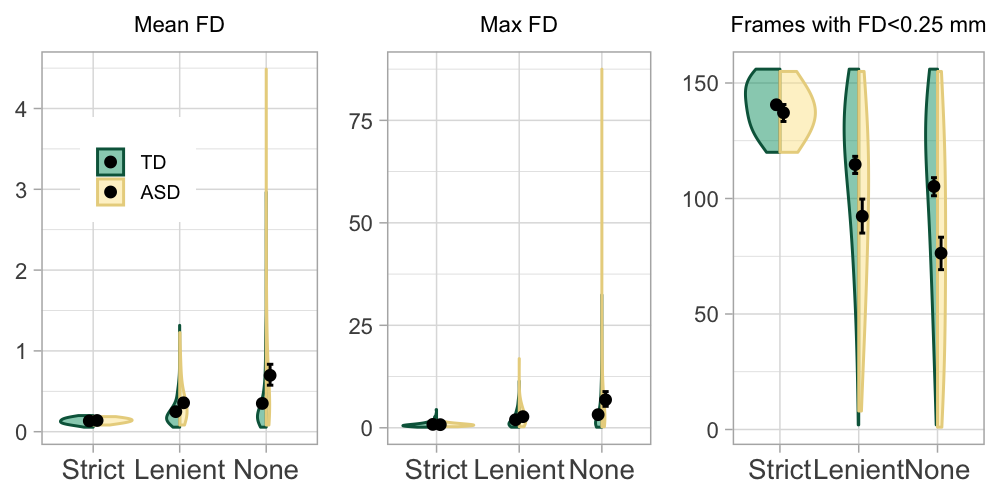 Mean FD
Max FD
Frames with FD<0.25 mm
4
3
2
1
0
TD
ASD
Strict Lenient None
75
50
25
0
Strict Lenient None
150
100
50
0
Strict Lenient None